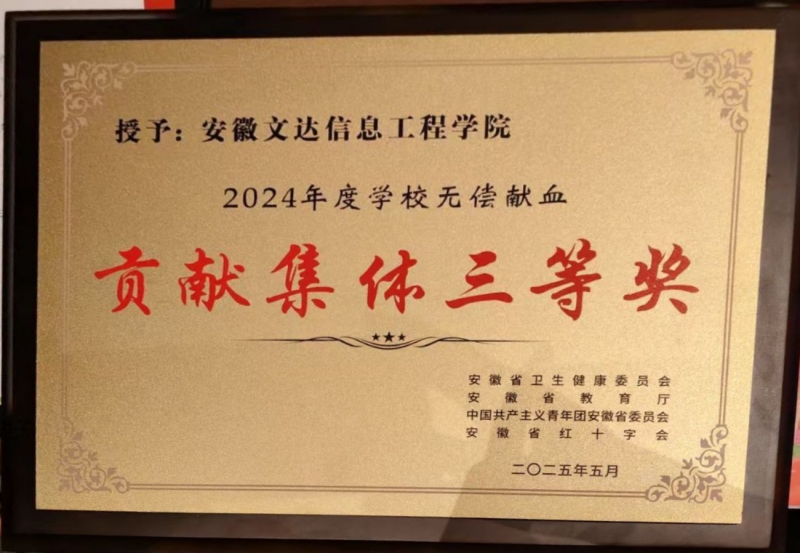 授予：安徽文达信息工程学院
2024年度学校无偿献血
贡献集体三等奖
安徽省卫生健康委员会
安徽省教育厅
中国共产主义青年团安徽省委员会
安徽省红十字会
二〇二五年五月